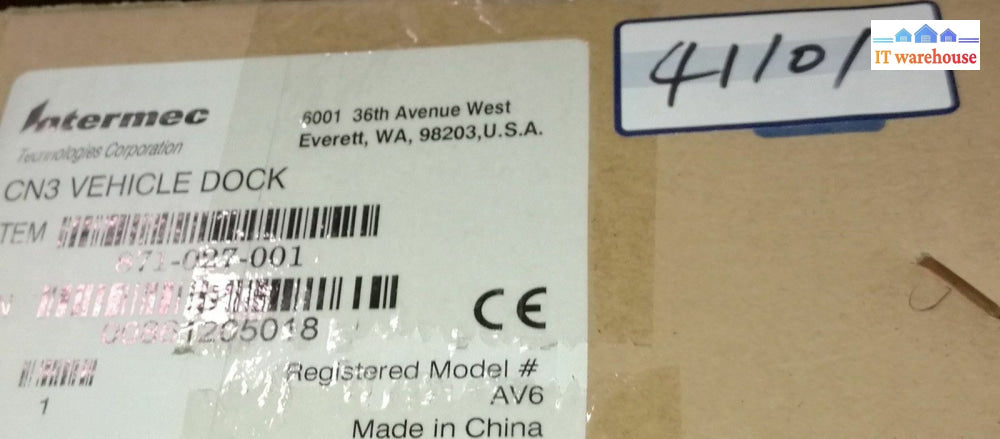 Intermec
Technologies Corporation
6001 36th Avenue West
Everett, WA, 98203,U.S.A.
CN3 VEHICLE DOCK
TEM
871-027-001
N
00861205018
1
Registered Model #
AV6
Made in China
41101
IT warehouse